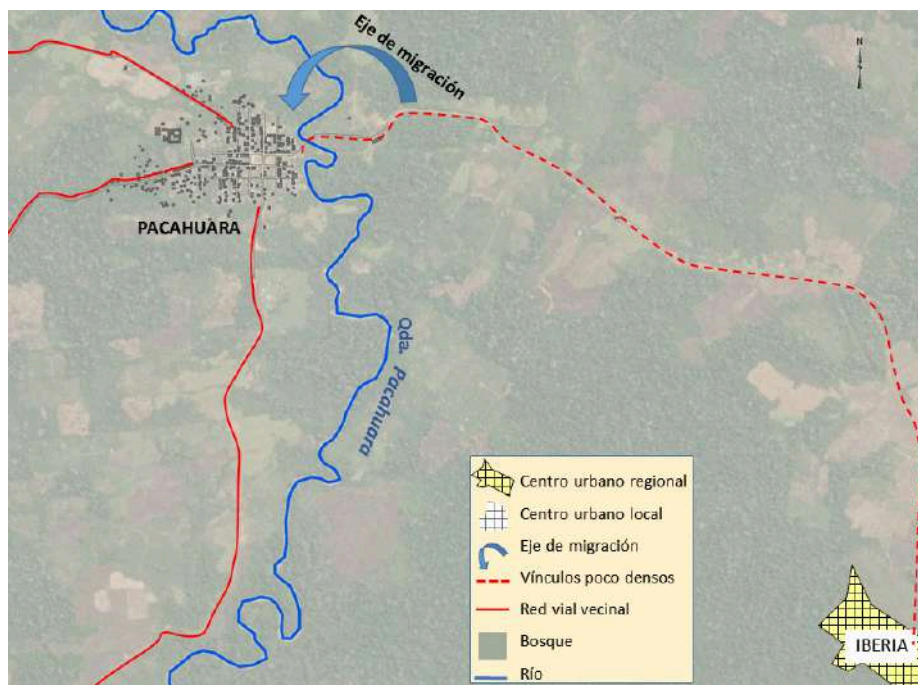 Eje de migración
N
PACAHUARA
Qda. Pacahuara
Centro urbano regional
Centro urbano local
Eje de migración
Vínculos poco densos
Red vial vecinal
Bosque
Río
IBERIA